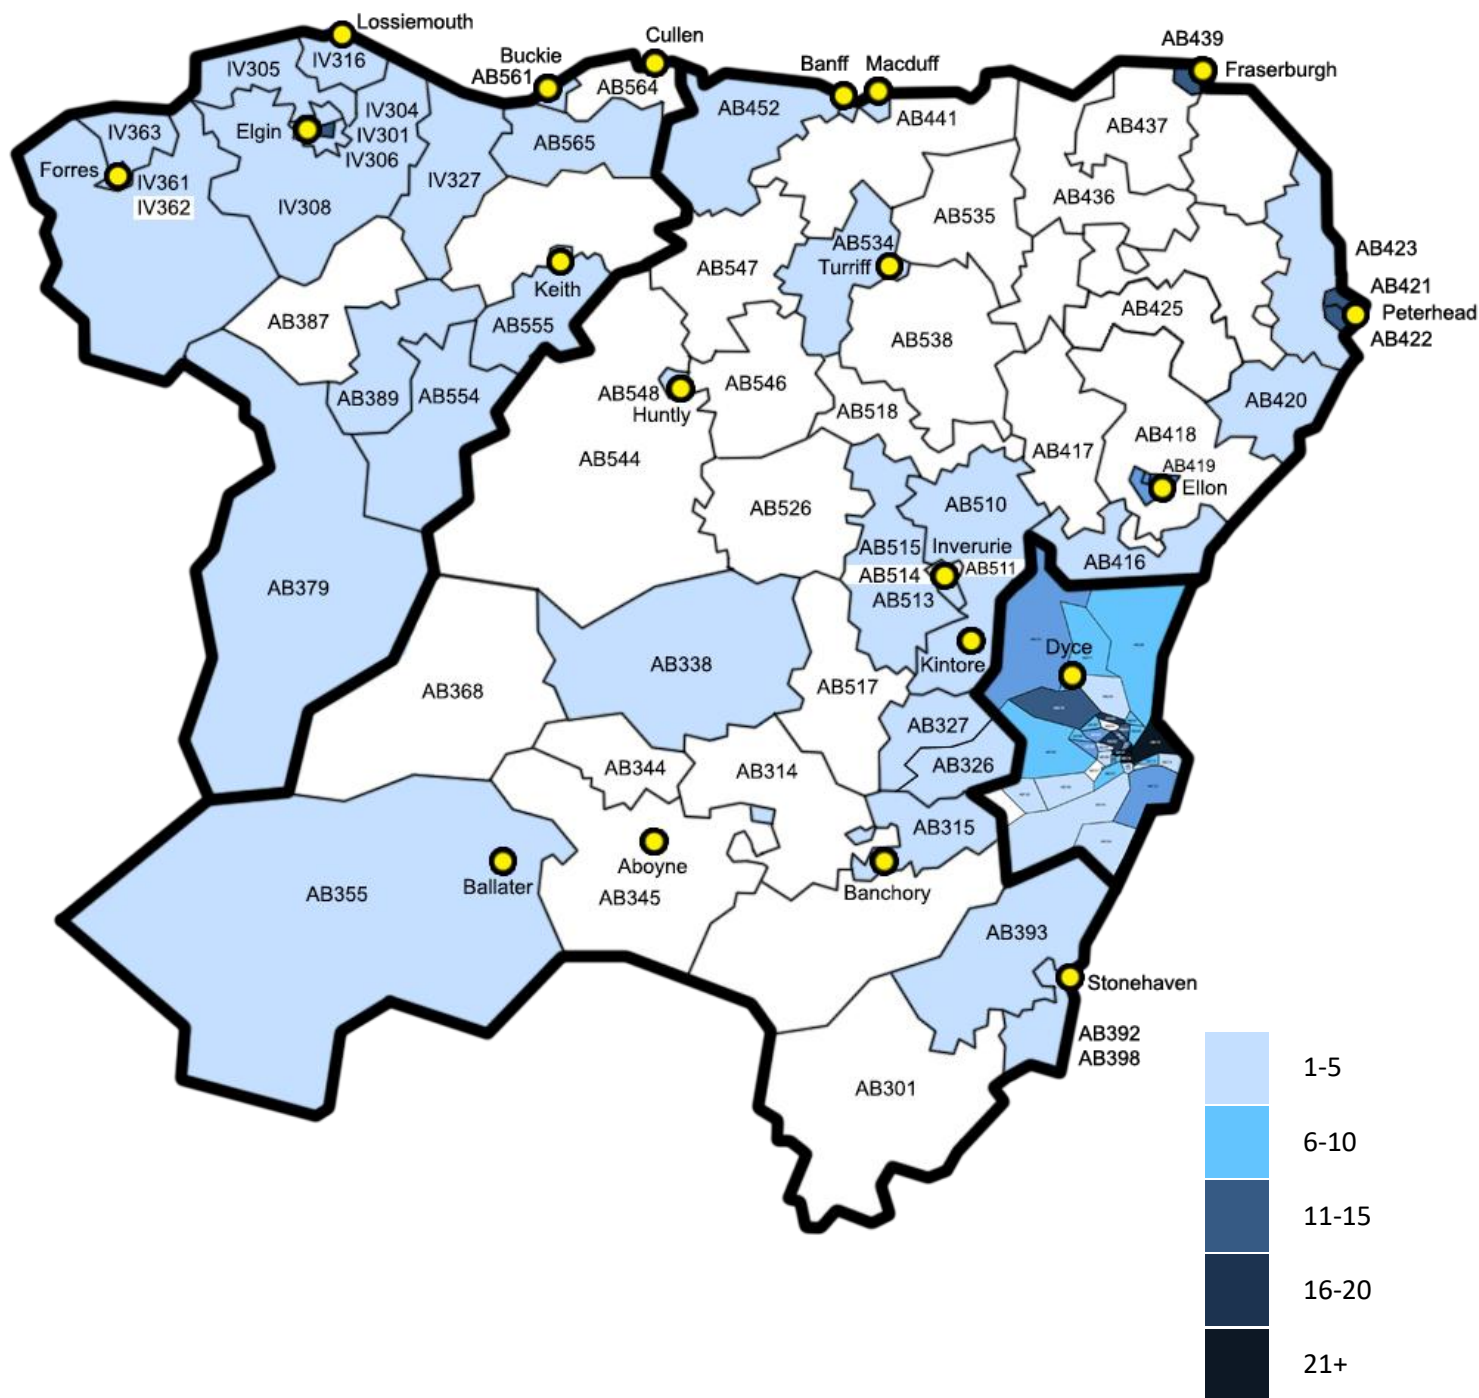 Lossiemouth
Cullen
Buckie
AB439
Banff
Macduff
IV316
IV305
AB561
Fraserburgh
AB564
AB452
IV304
AB441
AB437
Elgin
IV363
IV301
AB565
IV306
Forres
IV361
IV327
IV362
IV308
AB436
AB535
AB534
AB423
AB547
Turriff
AB421
Keith
AB425
Peterhead
AB387
AB555
AB422
AB538
AB546
AB548
AB389
AB554
AB420
Huntly
AB518
AB418
AB417
AB544
AB419
Ellon
AB510
AB526
Inverurie
AB515
AB416
AB511
AB514
AB379
AB513
Dyce
AB338
Kintore
AB517
AB368
AB327
AB344
AB314
AB326
AB315
Aboyne
Ballater
Banchory
AB355
AB345
AB393
Stonehaven
AB392
AB398
AB301
1-5
6-10
11-15
16-20
21+